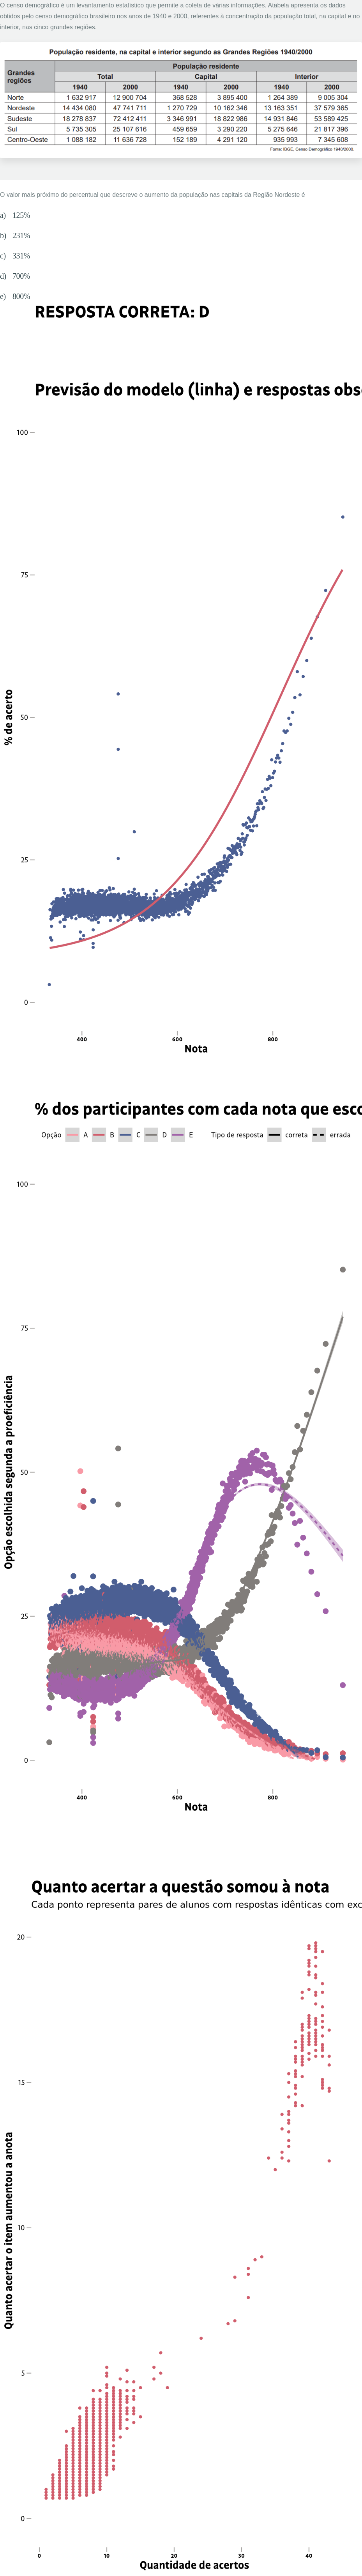 O censo demográfico é um levantamento estatístico que permite a coleta de várias informações. Atabela apresenta os dados
obtidos pelo censo demográfico brasileiro nos anos de 1940 e 2000, referentes à concentração da população total, na capital e no
interior, nas cinco grandes regiões.
População residente, na capital e interior segundo as Grandes Regiões 1940/2000
Grandes regiões População residente
Total Capital Interior
1940 2000 1940 2000 1940 2000
Norte 1 632 917 12 900 704 368 528 3 895 400 1 264 389 9 005 304
Nordeste 14 434 080 47 741 711 1 270 729 10 162 346 13 163 351 37 579 365
Sudeste 18 278 837 72 412 411 3 346 991 18 822 986 14 931 846 53 589 425
Sul 5 735 305 25 107 616 459 659 3 290 220 5 275 646 21 817 396
Centro-Oeste 1 088 182 11 636 728 152 189 4 291 120 935 993 7 345 608
Fonte: IBGE, Censo Demográfico 1940/2000.
O valor mais próximo do percentual que descreve o aumento da população nas capitais da Região Nordeste é
a) 125%
b) 231%
c) 331%
d) 700%
e) 800%
RESPOSTA CORRETA: D
Previsão do modelo (linha) e respostas obs
100
75
50
25
0
% de acerto
400 600 800
Nota
% dos participantes com cada nota que esco
Opção A B C D E Tipo de resposta correta errada
100
75
50
25
0
Opção escolhida segunda a proeficiência
400 600 800
Nota
Quanto acertar a questão somou à nota
Cada ponto representa pares de alunos com respostas idênticas com exc
20
15
10
5
0
Quanto acertar o item aumentou a anota
0 10 20 30 40
Quantidade de acertos